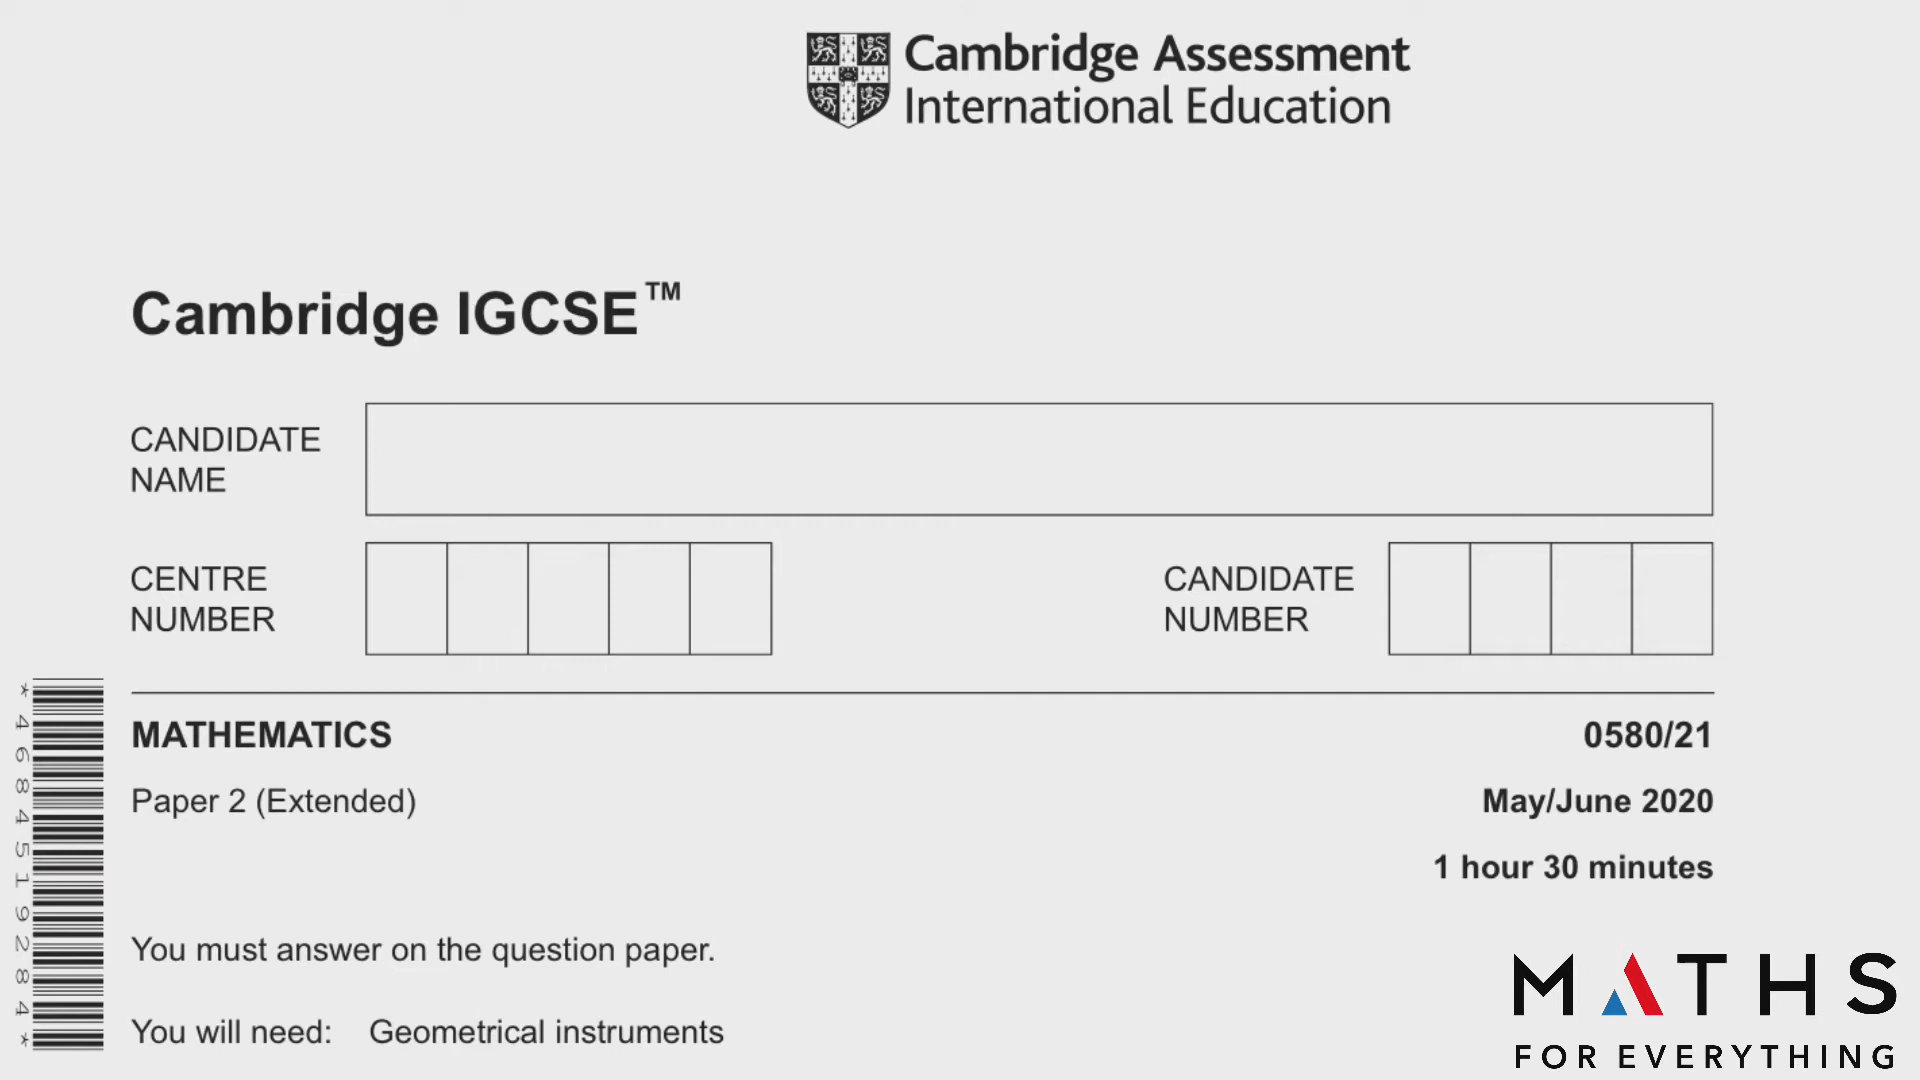 Cambridge Assessment
International Education
Cambridge IGCSE™
CANDIDATE
NAME
CENTRE
NUMBER
CANDIDATE
NUMBER
*4684519284*
MATHEMATICS
0580/21
Paper 2 (Extended)
May/June 2020
1 hour 30 minutes
You must answer on the question paper.
You will need: Geometrical instruments
MATHS
FOR EVERYTHING